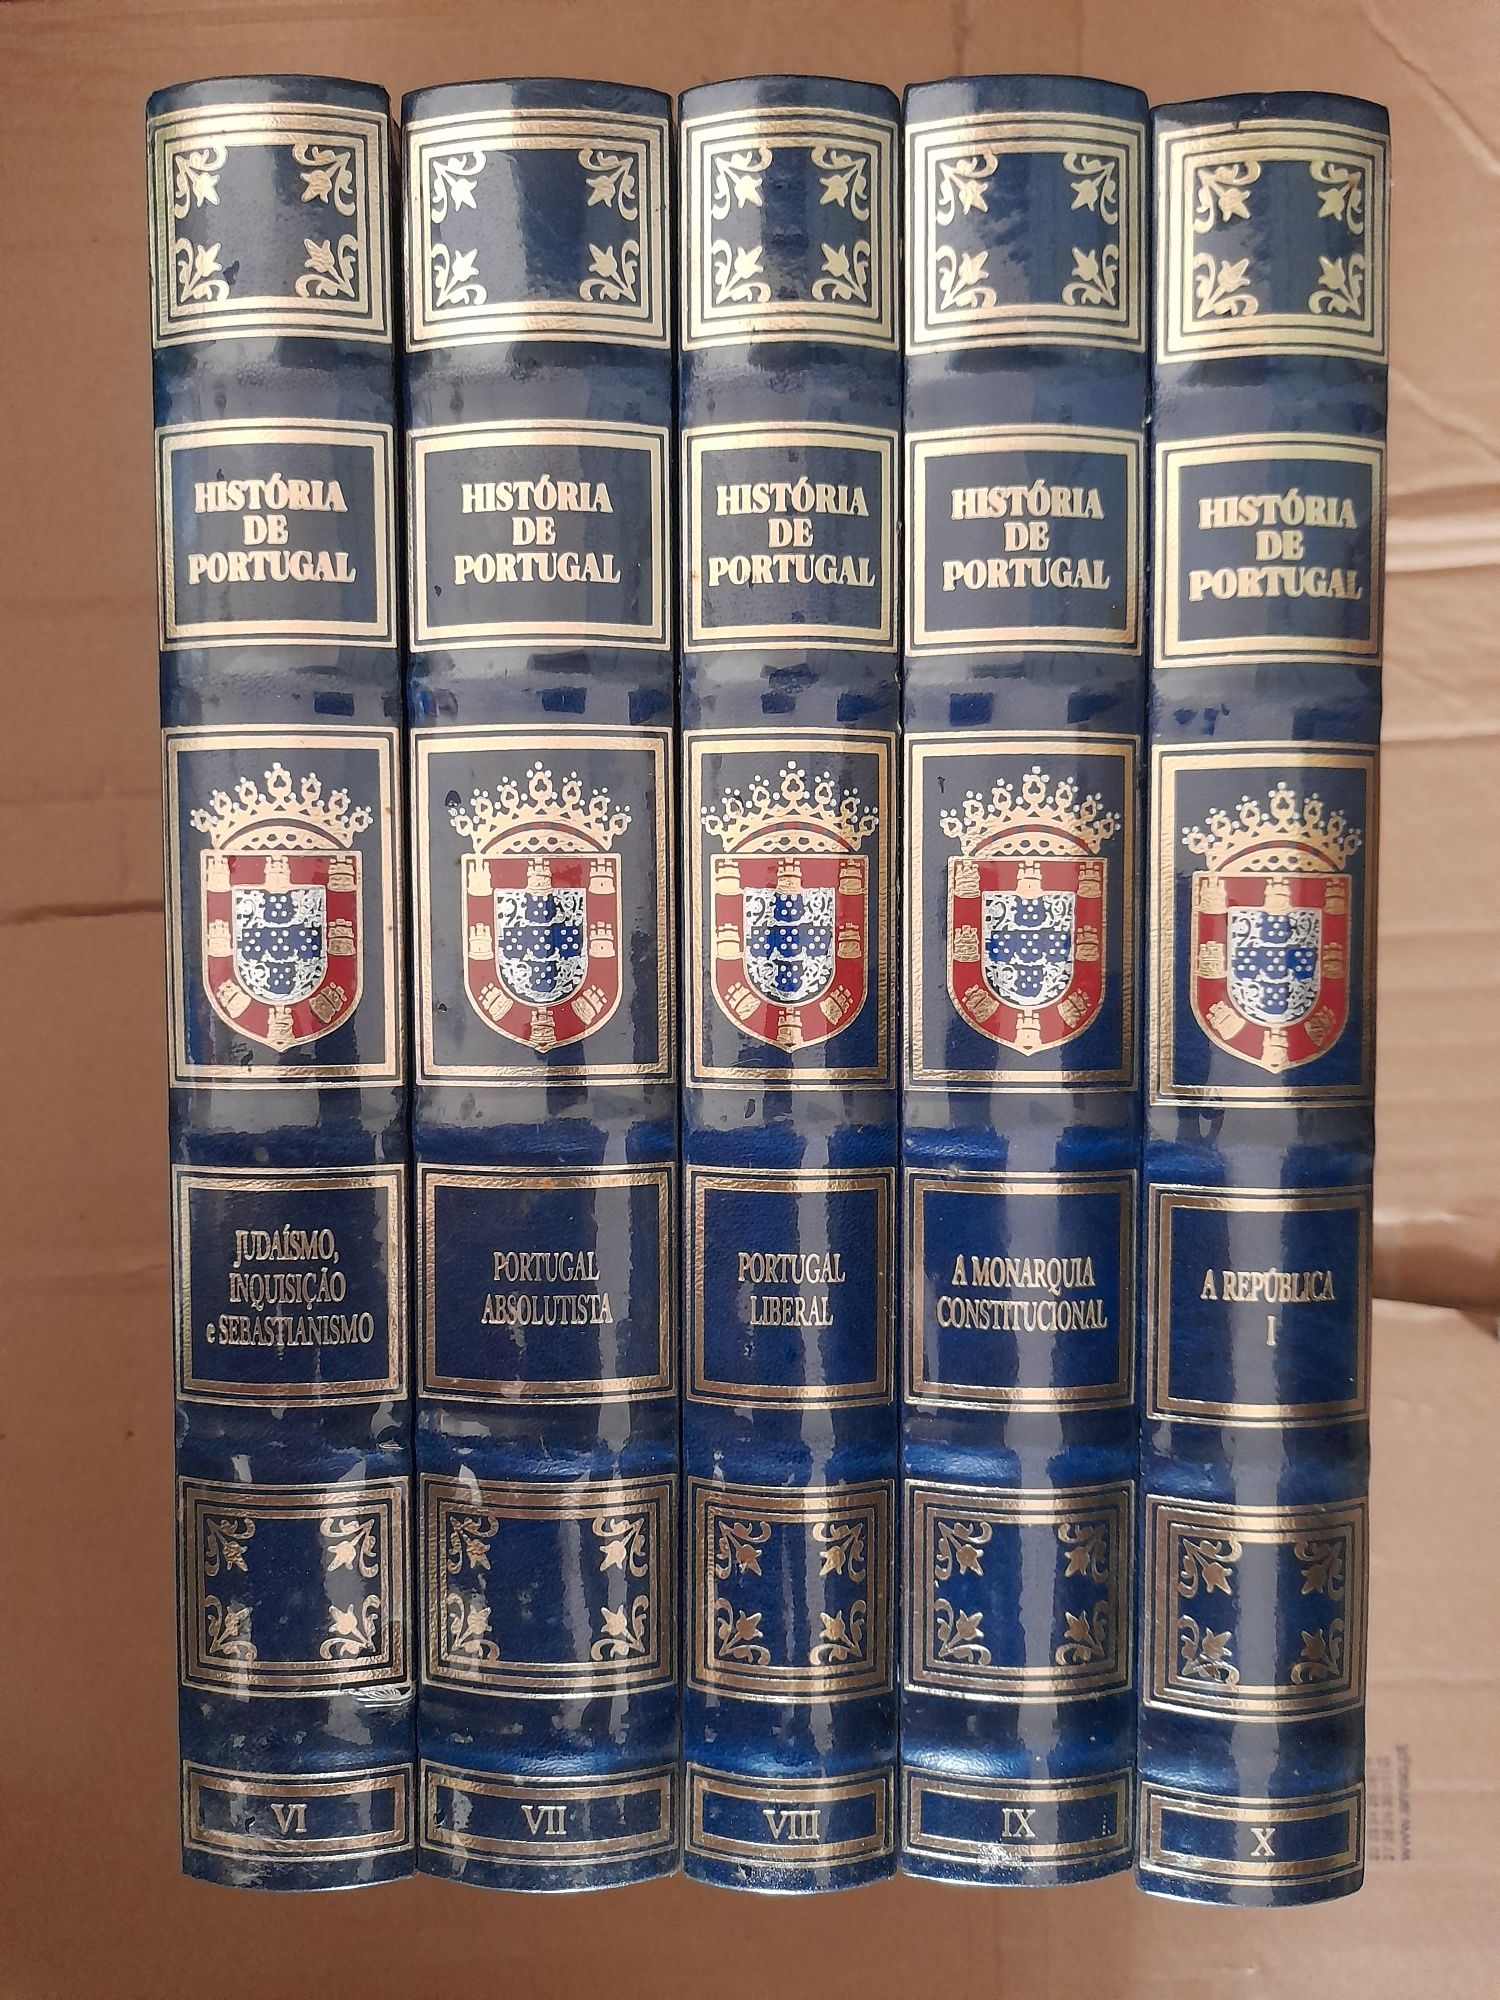 HISTÓRIA
DE
PORTUGAL
JUDAÍSMO,
INQUISIÇÃO
e SEBASTIANISMO
VI
HISTÓRIA
DE
PORTUGAL
PORTUGAL
ABSOLUTISTA
VII
HISTÓRIA
DE
PORTUGAL
PORTUGAL
LIBERAL
VIII
HISTÓRIA
DE
PORTUGAL
A MONARQUIA
CONSTITUCIONAL
IX
HISTÓRIA
DE
PORTUGAL
A REPÚBLICA
I
X